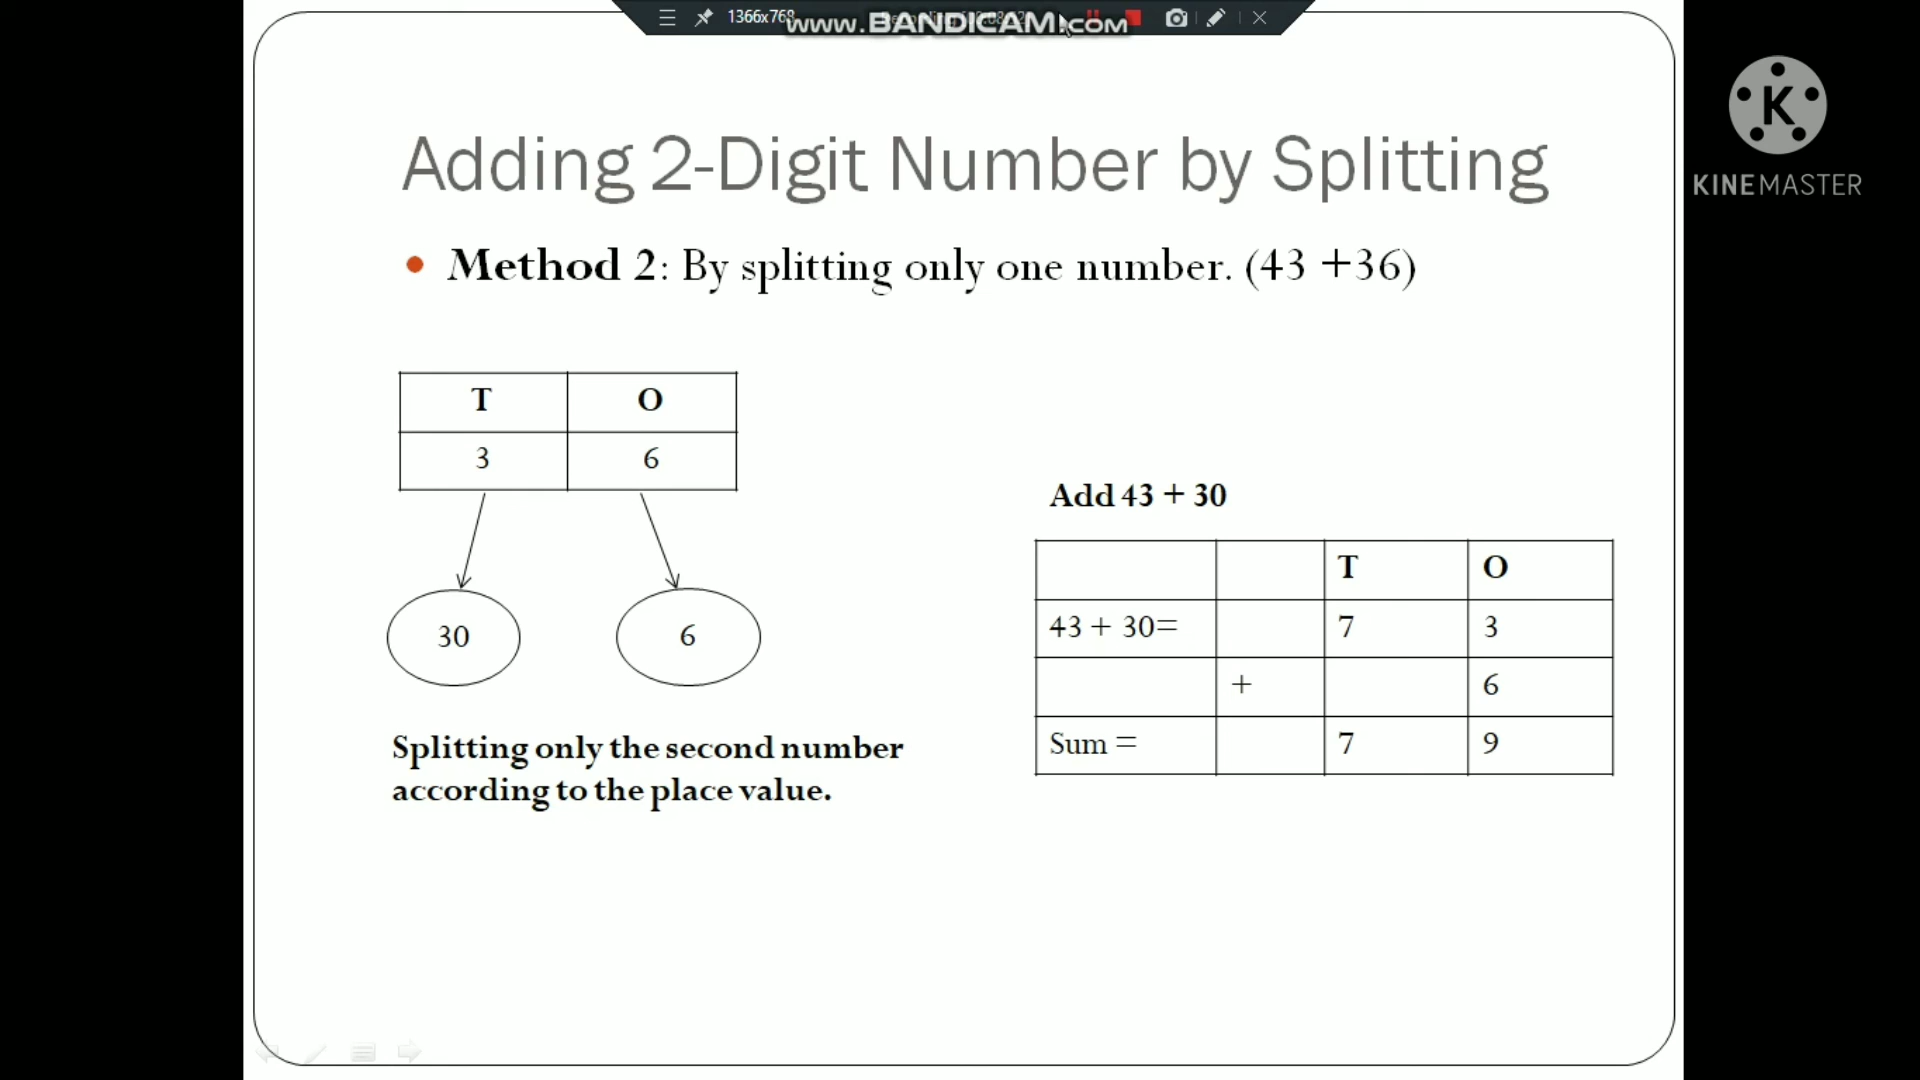 1366x768
www.BANDICAM.COM
K
KINEMASTER
Adding 2-Digit Number by Splitting
• Method 2: By splitting only one number. (43 +36)
T O
3 6
30 6
Splitting only the second number
according to the place value.
Add 43 + 30
T O
43 + 30= 7 3
+ 6
Sum = 7 9